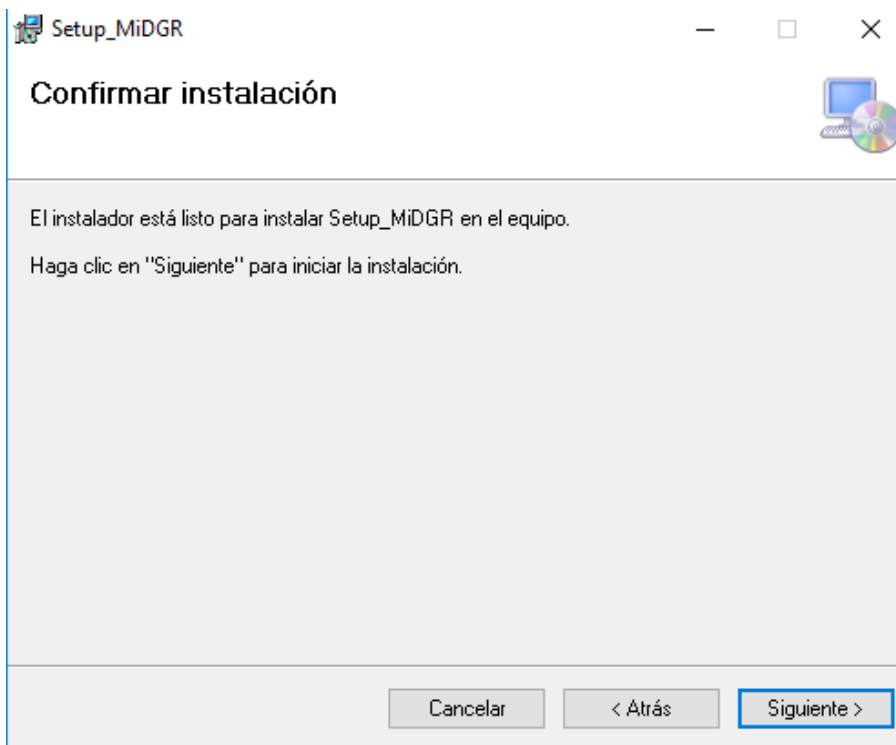 Setup_MiDGR
Confirmar instalación
El instalador está listo para instalar Setup_MiDGR en el equipo.
Haga clic en "Siguiente" para iniciar la instalación.
Cancelar
< Atrás
Siguiente >